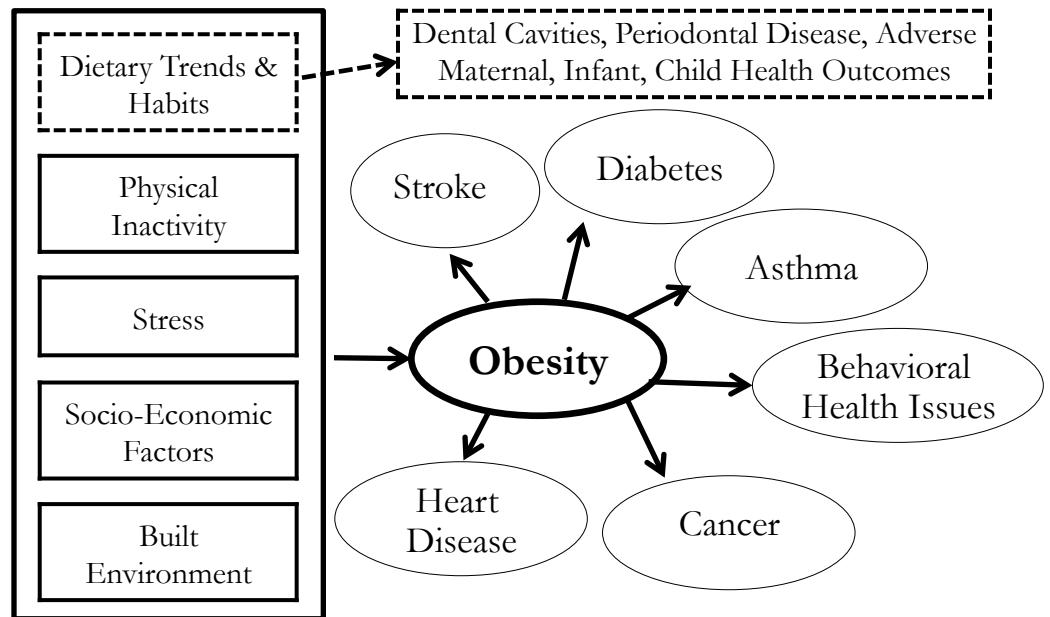 Dietary Trends &
Habits
Dental Cavities, Periodontal Disease, Adverse
Maternal, Infant, Child Health Outcomes
Physical
Inactivity
Stress
Socio-Economic
Factors
Built
Environment
Stroke
Diabetes
Asthma
Obesity
Behavioral
Health Issues
Heart
Disease
Cancer